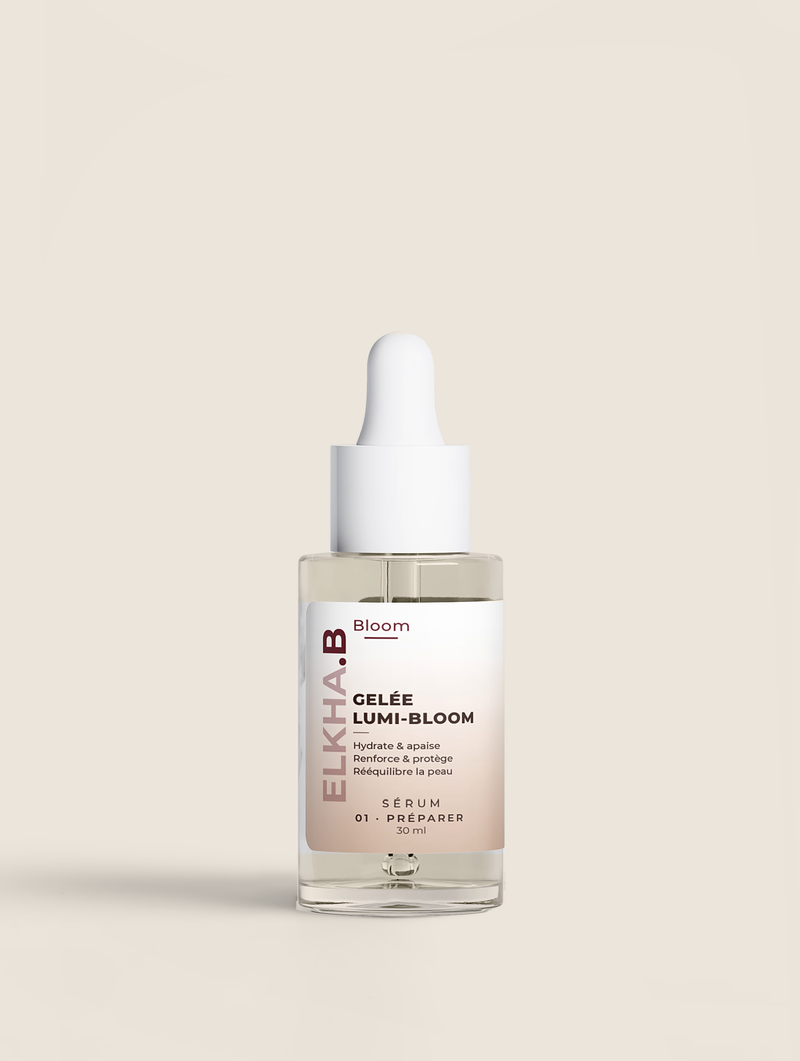 ELKHA.B
Bloom
GELÉE
LUMI-BLOOM
Hydrate & apaise
Renforce & protège
Rééquilibre la peau
SÉRUM
01 · PRÉPARER
30 ml